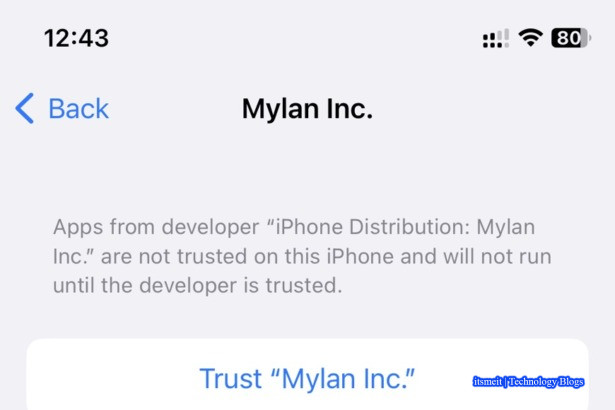 12:43
80
Back
Mylan Inc.
Apps from developer “iPhone Distribution: Mylan
Inc.” are not trusted on this iPhone and will not run
until the developer is trusted.
Trust “Mylan Inc.”
itsmeit | Technology Blogs